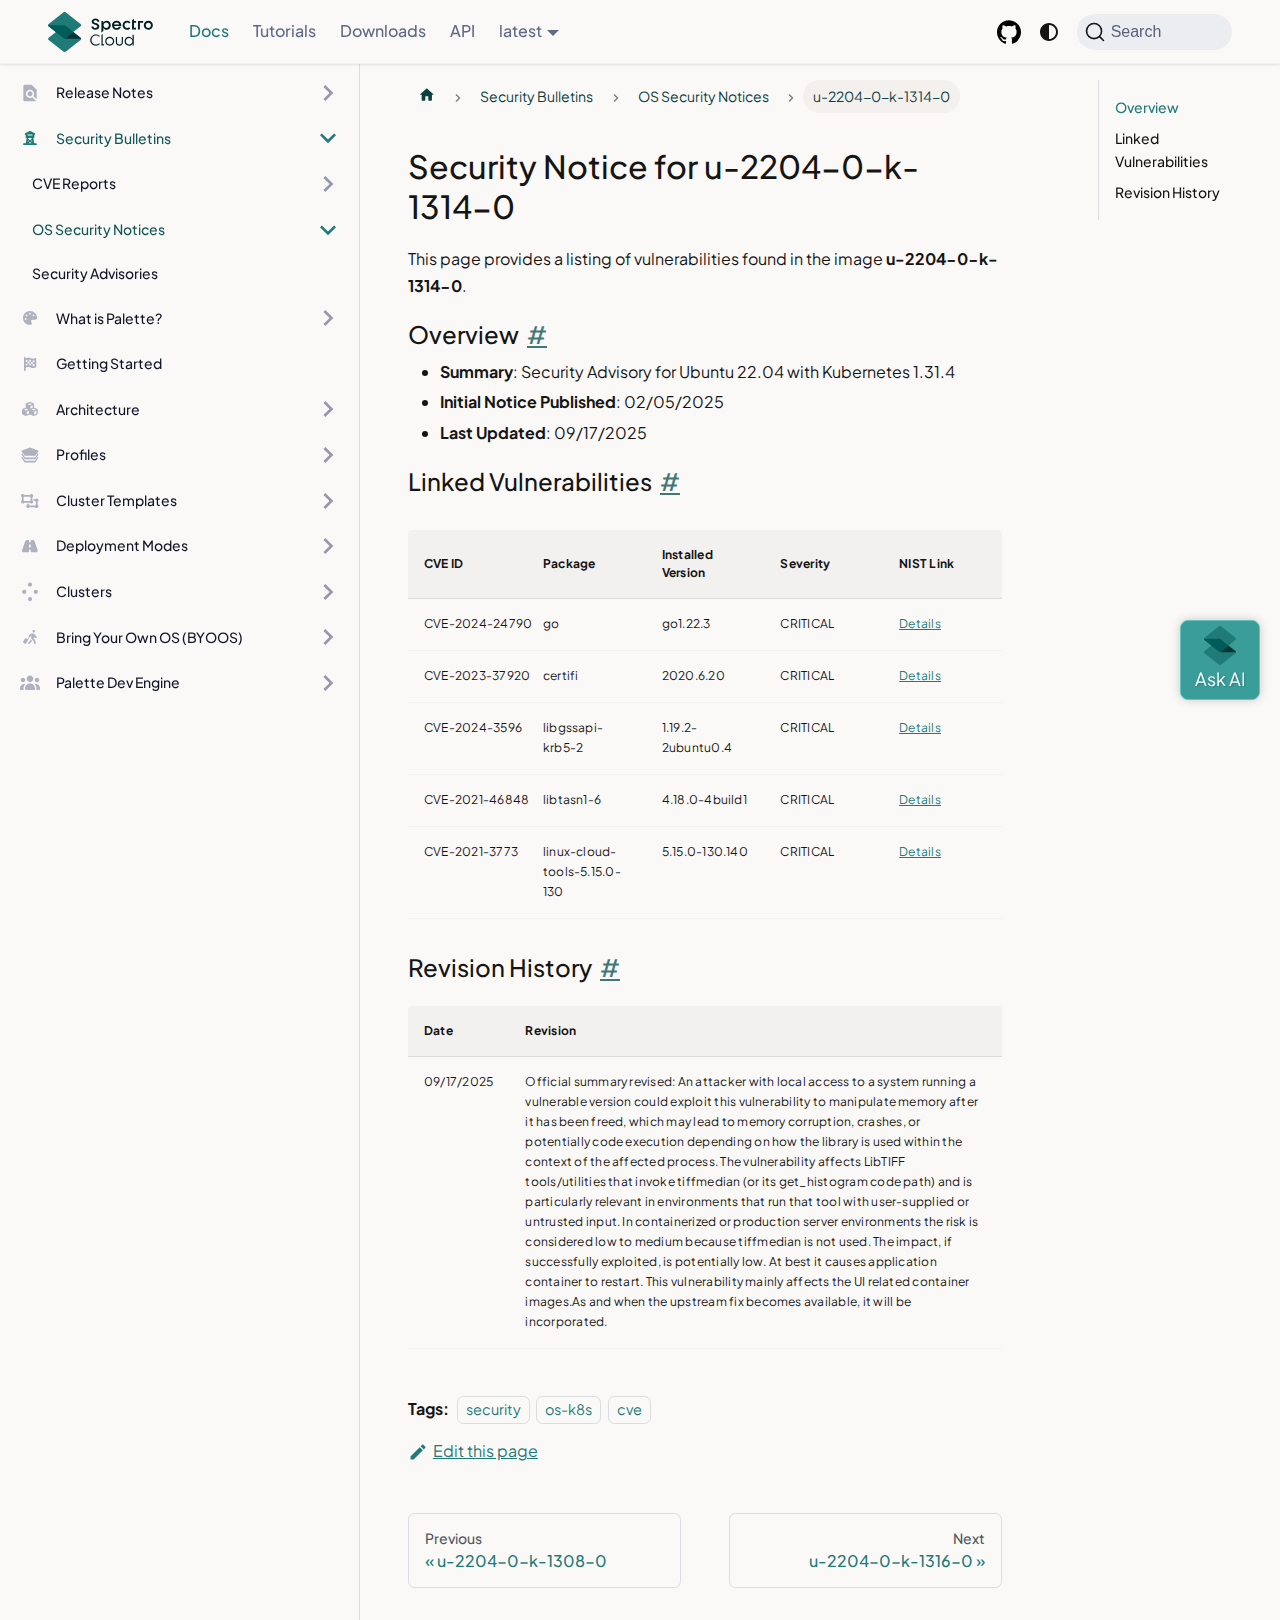 Spectro Cloud
Docs
Tutorials
Downloads
API
latest
Search
Release Notes
Security Bulletins
CVE Reports
OS Security Notices
Security Advisories
What is Palette?
Getting Started
Architecture
Profiles
Cluster Templates
Deployment Modes
Clusters
Bring Your Own OS (BYOOS)
Palette Dev Engine
Security Bulletins
OS Security Notices
u-2204-0-k-1314-0
Security Notice for u-2204-0-k-
1314-0
This page provides a listing of vulnerabilities found in the image u-2204-0-k-
1314-0.
Overview #
Summary: Security Advisory for Ubuntu 22.04 with Kubernetes 1.31.4
Initial Notice Published: 02/05/2025
Last Updated: 09/17/2025
Linked Vulnerabilities #
CVE ID Package Installed Version Severity NIST Link
CVE-2024-24790 go go1.22.3 CRITICAL Details
CVE-2023-37920 certifi 2020.6.20 CRITICAL Details
CVE-2024-3596 libgssapi-krb5-2 1.19.2-2ubuntu0.4 CRITICAL Details
CVE-2021-46848 libtasn1-6 4.18.0-4build1 CRITICAL Details
CVE-2021-3773 linux-cloud-tools-5.15.0-130 5.15.0-130.140 CRITICAL Details
Revision History #
Date Revision
09/17/2025 Official summary revised: An attacker with local access to a system running a
vulnerable version could exploit this vulnerability to manipulate memory after
it has been freed, which may lead to memory corruption, crashes, or
potentially code execution depending on how the library is used within the
context of the affected process. The vulnerability affects LibTIFF
tools/utilities that invoke tiffmedian (or its get_histogram code path) and is
particularly relevant in environments that run that tool with user-supplied or
untrusted input. In containerized or production server environments the risk is
considered low to medium because tiffmedian is not used. The impact, if
successfully exploited, is potentially low. At best it causes application
container to restart. This vulnerability mainly affects the UI related container
images.As and when the upstream fix becomes available, it will be
incorporated.
Tags: security os-k8s cve
Edit this page
Previous
« u-2204-0-k-1308-0
Next
u-2204-0-k-1316-0 »
Overview
Linked
Vulnerabilities
Revision History
Ask AI